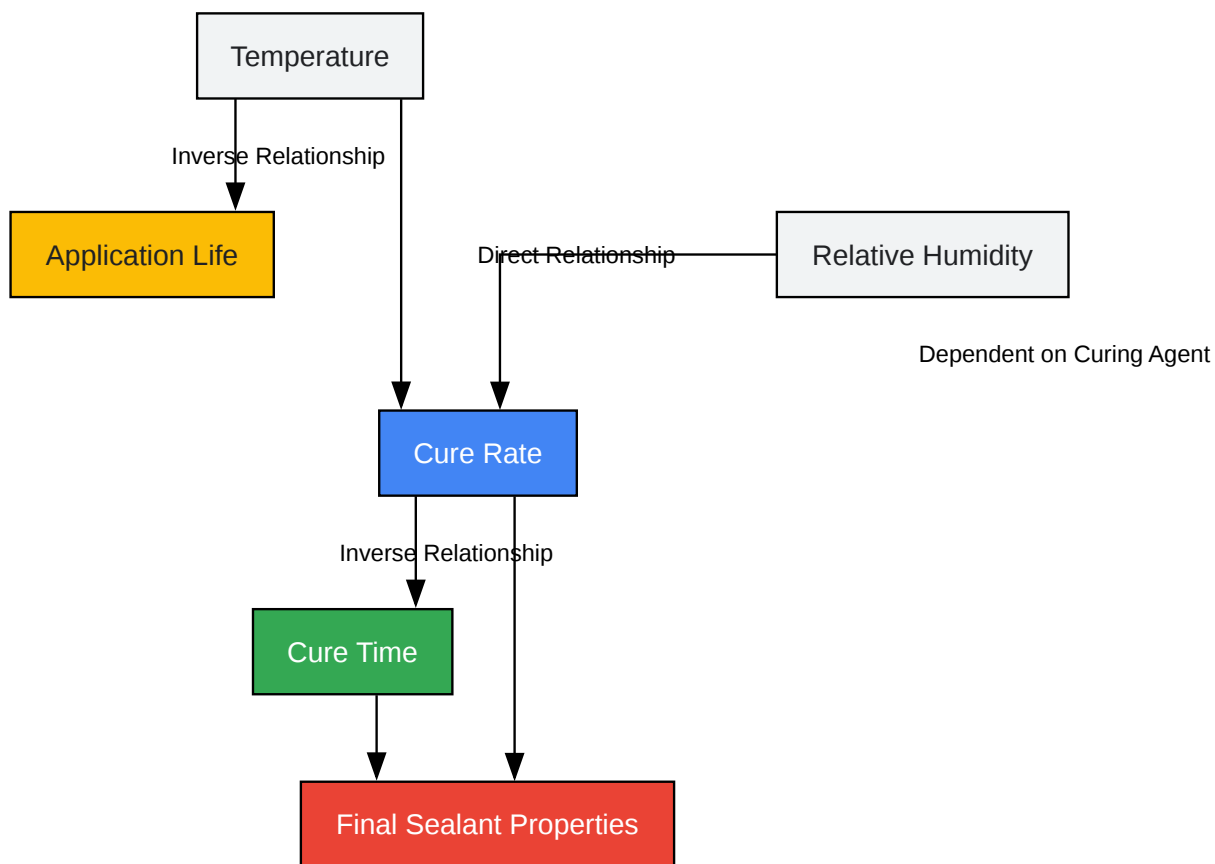 Temperature
Inverse Relationship
Application Life
Direct Relationship
Relative Humidity
Dependent on Curing Agent
Cure Rate
Inverse Relationship
Cure Time
Final Sealant Properties